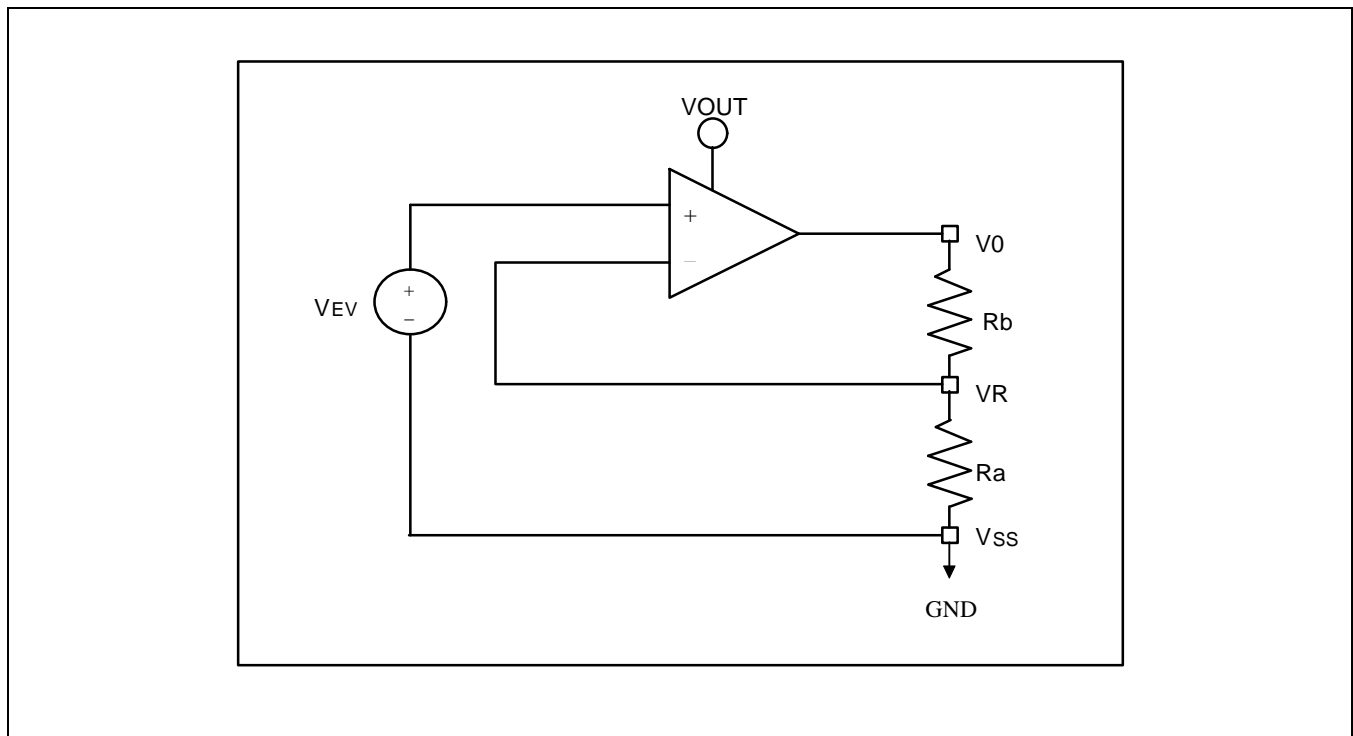 VOUT
+
−
V0
VEV
+
−
Rb
VR
Ra
VSS
GND